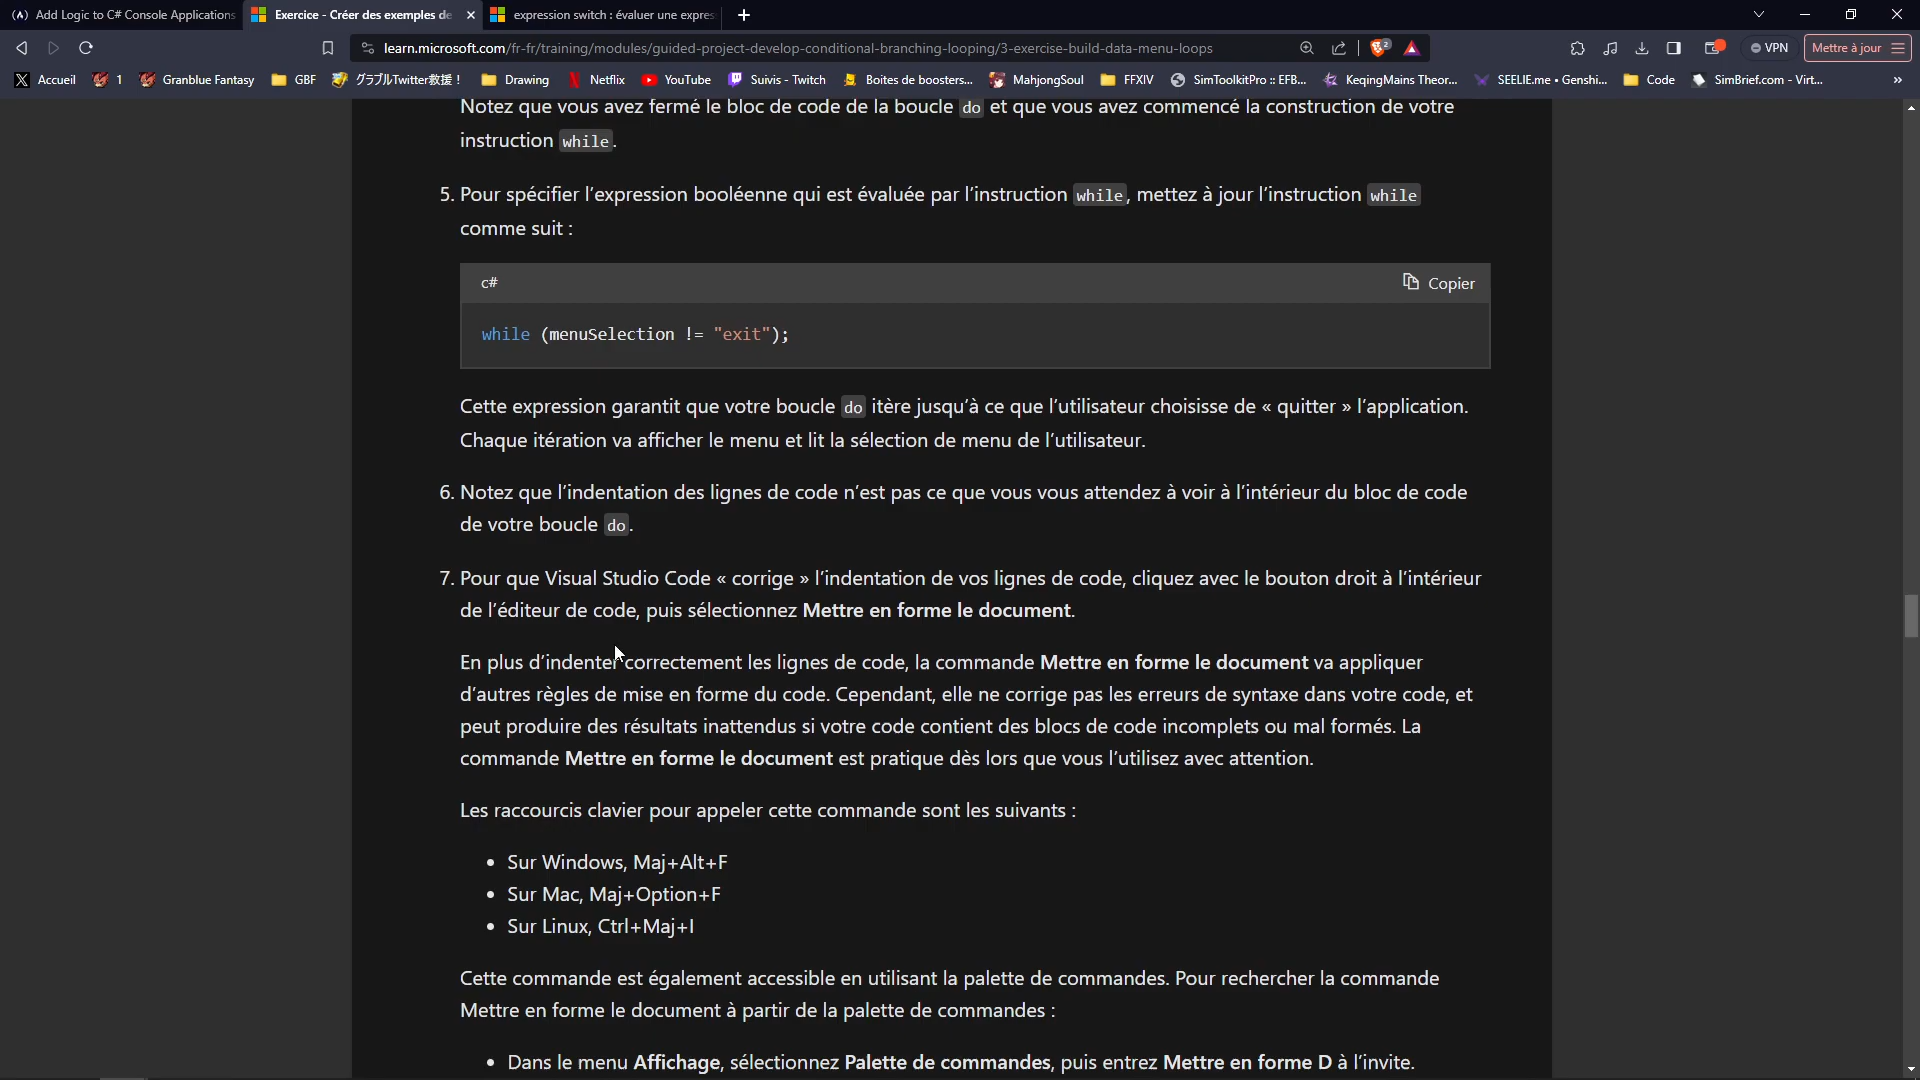 Add Logic to C# Console Applications
Exercice - Créer des exemples de
expression switch : évaluer une expres
learn.microsoft.com/fr-fr/training/modules/guided-project-develop-conditional-branching-looping/3-exercise-build-data-menu-loops
2
VPN
Mettre à jour
Accueil
1
Granblue Fantasy
GBF
グラブルTwitter救援！
Drawing
Netflix
YouTube
Suivis - Twitch
Boites de boosters...
MahjongSoul
FFXIV
SimToolkitPro :: EFB...
KeqingMains Theor...
SEELIE.me • Genshi...
Code
SimBrief.com - Virt...
»
Notez que vous avez fermé le bloc de code de la boucle do et que vous avez commencé la construction de votre
instruction while.
5. Pour spécifier l’expression booléenne qui est évaluée par l’instruction while, mettez à jour l’instruction while
comme suit :
c#
Copier
while (menuSelection != "exit");
Cette expression garantit que votre boucle do itère jusqu’à ce que l’utilisateur choisisse de « quitter » l’application.
Chaque itération va afficher le menu et lit la sélection de menu de l’utilisateur.
6. Notez que l’indentation des lignes de code n’est pas ce que vous vous attendez à voir à l’intérieur du bloc de code
de votre boucle do.
7. Pour que Visual Studio Code « corrige » l’indentation de vos lignes de code, cliquez avec le bouton droit à l’intérieur
de l’éditeur de code, puis sélectionnez Mettre en forme le document.
En plus d’indenter correctement les lignes de code, la commande Mettre en forme le document va appliquer
d’autres règles de mise en forme du code. Cependant, elle ne corrige pas les erreurs de syntaxe dans votre code, et
peut produire des résultats inattendus si votre code contient des blocs de code incomplets ou mal formés. La
commande Mettre en forme le document est pratique dès lors que vous l’utilisez avec attention.
Les raccourcis clavier pour appeler cette commande sont les suivants :
• Sur Windows, Maj+Alt+F
• Sur Mac, Maj+Option+F
• Sur Linux, Ctrl+Maj+I
Cette commande est également accessible en utilisant la palette de commandes. Pour rechercher la commande
Mettre en forme le document à partir de la palette de commandes :
• Dans le menu Affichage, sélectionnez Palette de commandes, puis entrez Mettre en forme D à l’invite.